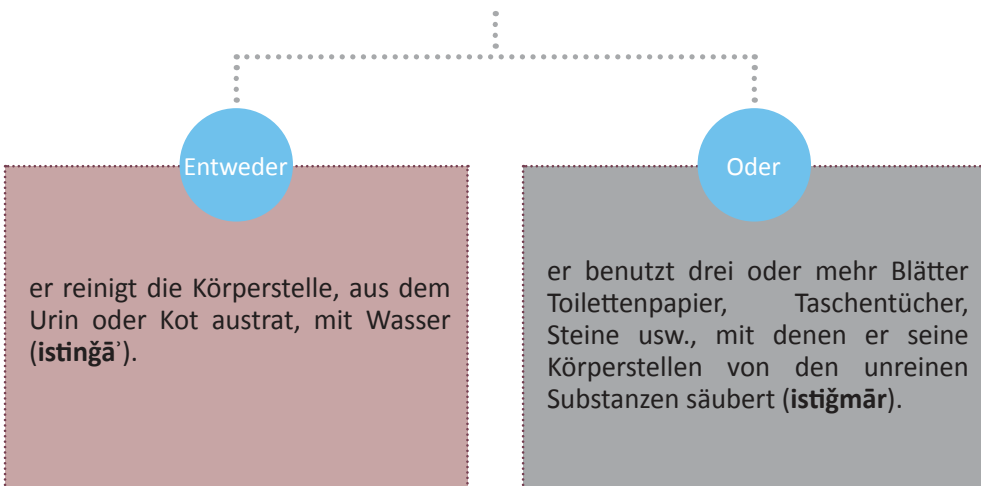 Entweder
er reinigt die Körperstelle, aus dem
Urin oder Kot austrat, mit Wasser
(istinǧāʾ).
Oder
er benutzt drei oder mehr Blätter
Toilettenpapier, Taschentücher,
Steine usw., mit denen er seine
Körperstellen von den unreinen
Substanzen säubert (istiǧmār).